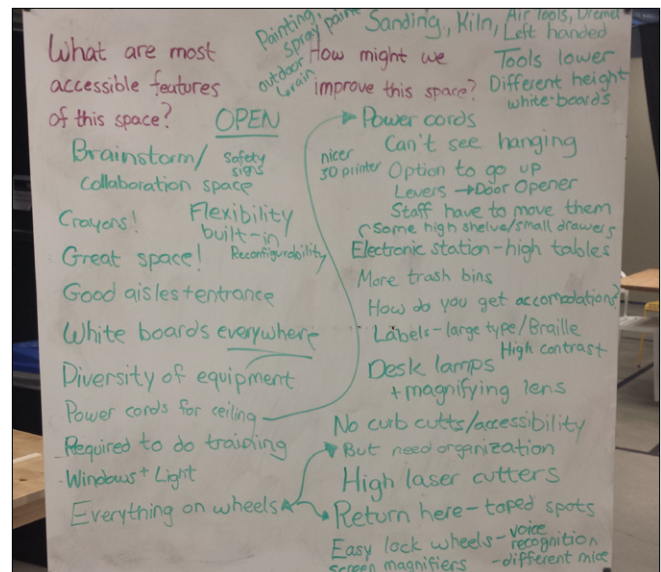 What are most
accessible features
of this space?
OPEN
Brainstorm/
Collaboration space
Safety
signs
Crayons!
Flexibility
built-in
Reconfigurability
Great space!
Good aisles + entrance
White boards everywhere
Diversity of equipment
Power cords for ceiling
Required to do training
Windows + Light
Everything on wheels
Painting,
spray paint
outdoor
Sanding, Kiln,
Air tools, Dremel
Left handed
How might we
improve this space?
Tools lower
Different height
white-boards
Power cords
Can't see hanging
nicer
3D printer
Option to go up
Levers → Door Opener
Staff have to move them
Some high shelve/small drawers
Electronic station - high tables
More trash bins
How do you get accomodations?
Labels - large type/Braille
High contrast
Desk lamps
+ magnifying lens
No curb cutts/accessibility
But need organization
High laser cutters
Return here - taped spots
Easy lock wheels
- voice
recognition
screen magnifiers
- different mice